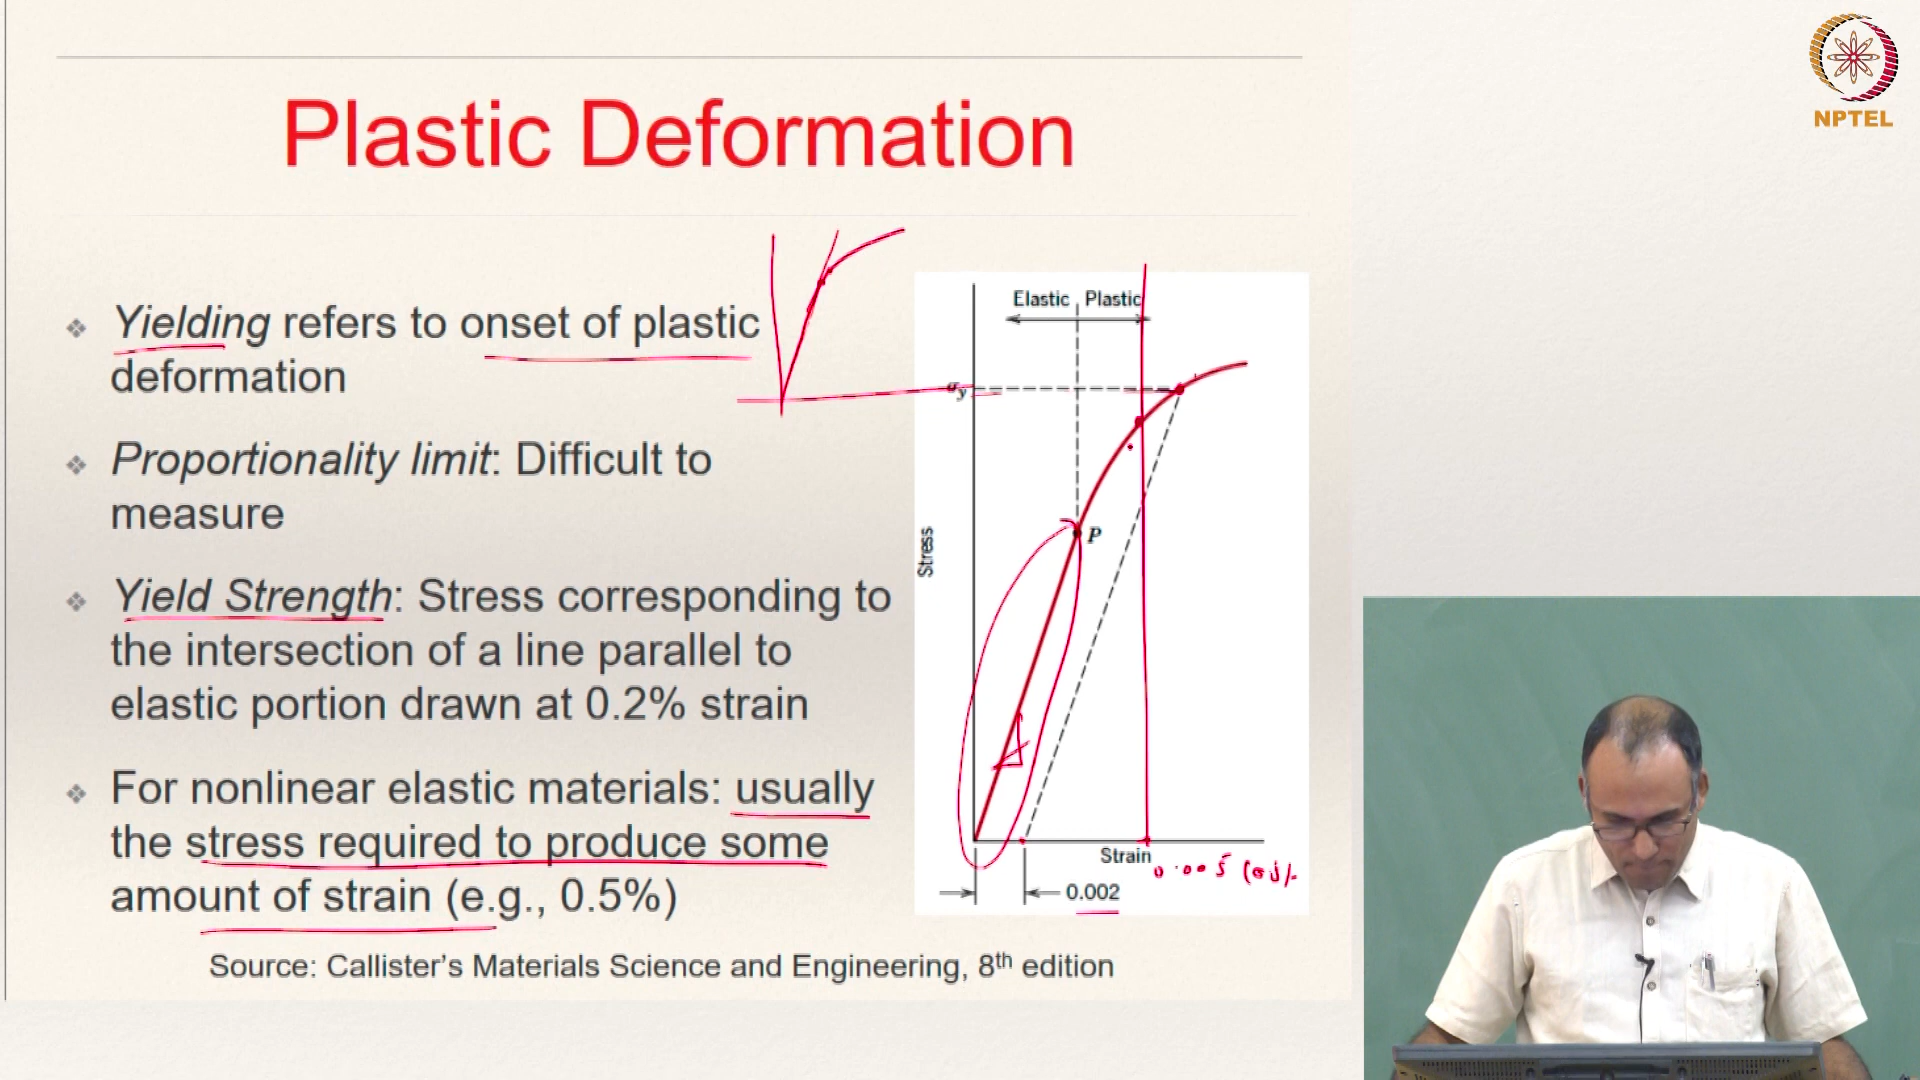 NPTEL
Plastic Deformation
Yielding refers to onset of plastic
deformation
Proportionality limit: Difficult to
measure
Yield Strength: Stress corresponding to
the intersection of a line parallel to
elastic portion drawn at 0.2% strain
For nonlinear elastic materials: usually
the stress required to produce some
amount of strain (e.g., 0.5%)
Elastic Plastic
σy
P
Stress
Strain
0.005
0.002
Source: Callister's Materials Science and Engineering, 8th edition